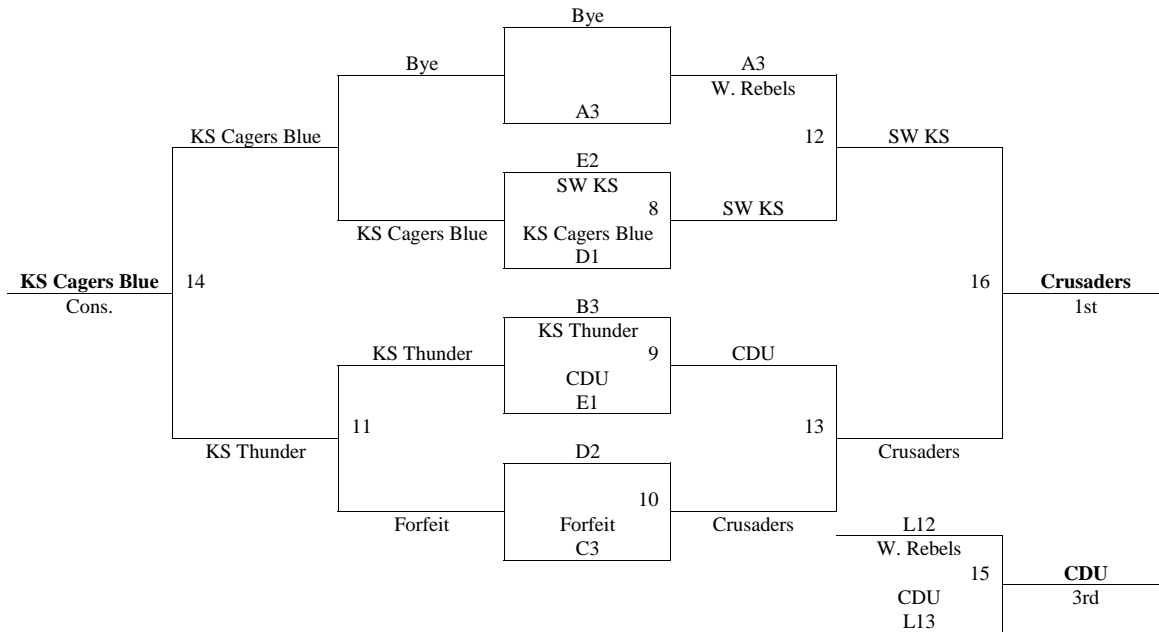 Bye
Bye
A3
W. Rebels
A3
KS Cagers Blue
12
SW KS
E2
SW KS
8
SW KS
KS Cagers Blue
KS Cagers Blue
D1
KS Cagers Blue
14
Cons.
16
Crusaders
1st
B3
KS Thunder
KS Thunder
9
CDU
CDU
E1
11
13
KS Thunder
D2
Crusaders
10
Forfeit
Forfeit
Crusaders
C3
L12
W. Rebels
15
CDU
3rd
CDU
L13